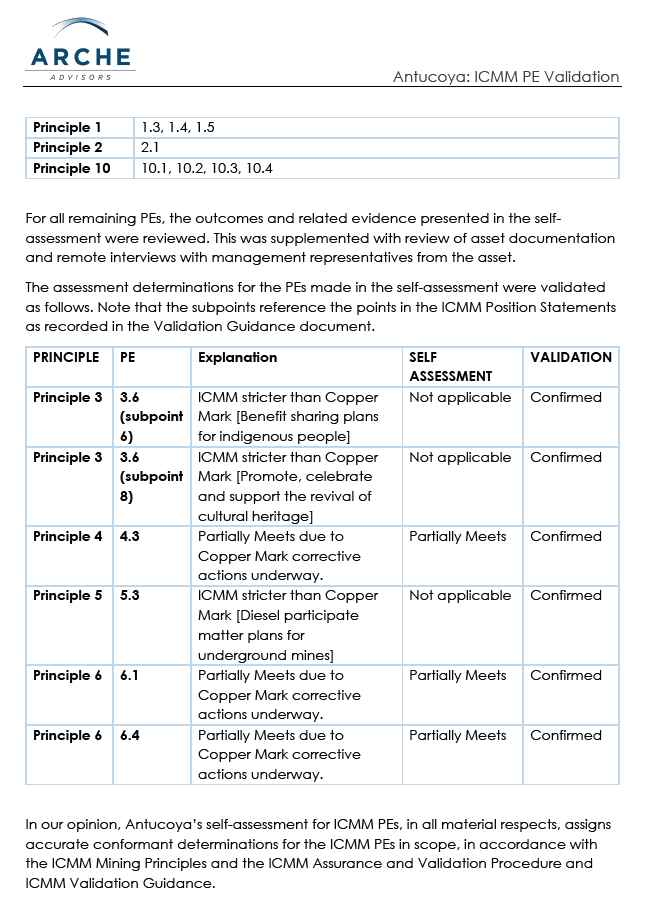 ARCHE
ADVISORS
Antucoya: ICMM PE Validation
Principle 1 1.3, 1.4, 1.5
Principle 2 2.1
Principle 10 10.1, 10.2, 10.3, 10.4
For all remaining PEs, the outcomes and related evidence presented in the self-
assessment were reviewed. This was supplemented with review of asset documentation
and remote interviews with management representatives from the asset.
The assessment determinations for the PEs made in the self-assessment were validated
as follows. Note that the subpoints reference the points in the ICMM Position Statements
as recorded in the Validation Guidance document.
PRINCIPLE PE Explanation SELF VALIDATION
ASSESSMENT
Principle 3 3.6 ICMM stricter than Copper Not applicable Confirmed
(subpoint Mark [Benefit sharing plans
6) for indigenous people]
Principle 3 3.6 ICMM stricter than Copper Not applicable Confirmed
(subpoint Mark [Promote, celebrate
8) and support the revival of
cultural heritage]
Principle 4 4.3 Partially Meets due to Partially Meets Confirmed
Copper Mark corrective
actions underway.
Principle 5 5.3 ICMM stricter than Copper Not applicable Confirmed
Mark [Diesel participate
matter plans for
underground mines]
Principle 6 6.1 Partially Meets due to Partially Meets Confirmed
Copper Mark corrective
actions underway.
Principle 6 6.4 Partially Meets due to Partially Meets Confirmed
Copper Mark corrective
actions underway.
In our opinion, Antucoya's self-assessment for ICMM PEs, in all material respects, assigns
accurate conformant determinations for the ICMM PEs in scope, in accordance with
the ICMM Mining Principles and the ICMM Assurance and Validation Procedure and
ICMM Validation Guidance.